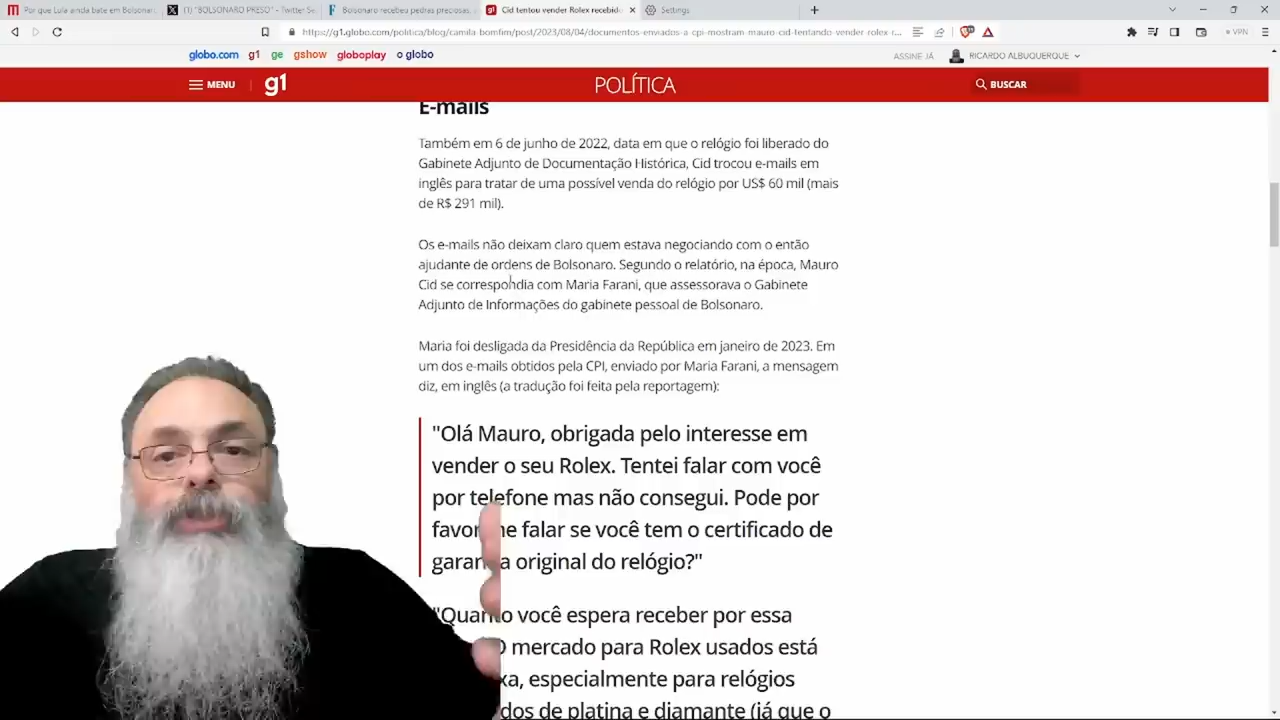 Por que Lula ainda bate em Bolsonar
(1) "BOLSONARO PRESO" - Twitter Se
Bolsonaro recebeu pedras preciosas,
Cid tentou vender Rolex recebid
Settings
https://g1.globo.com/politica/blog/camila-bomfim/post/2023/08/04/documentos-enviados-a-cpi-mostram-mauro-cid-tentando-vender-rolex-r...
VPN
globo.com g1 ge gshow globoplay o globo
ASSINE JÁ
RICARDO ALBUQUERQUE
MENU
g1
POLÍTICA
BUSCAR
E-mails
Também em 6 de junho de 2022, data em que o relógio foi liberado do
Gabinete Adjunto de Documentação Histórica, Cid trocou e-mails em
inglês para tratar de uma possível venda do relógio por US$ 60 mil (mais
de R$ 291 mil).
Os e-mails não deixam claro quem estava negociando com o então
ajudante de ordens de Bolsonaro. Segundo o relatório, na época, Mauro
Cid se correspondia com Maria Farani, que assessorava o Gabinete
Adjunto de Informações do gabinete pessoal de Bolsonaro.
Maria foi desligada da Presidência da República em janeiro de 2023. Em
um dos e-mails obtidos pela CPI, enviado por Maria Farani, a mensagem
diz, em inglês (a tradução foi feita pela reportagem):
"Olá Mauro, obrigada pelo interesse em
vender o seu Rolex. Tentei falar com você
por telefone mas não consegui. Pode por
favor me falar se você tem o certificado de
garantia original do relógio?"
"Quanto você espera receber por essa
O mercado para Rolex usados está
xa, especialmente para relógios
dos de platina e diamante (já que o